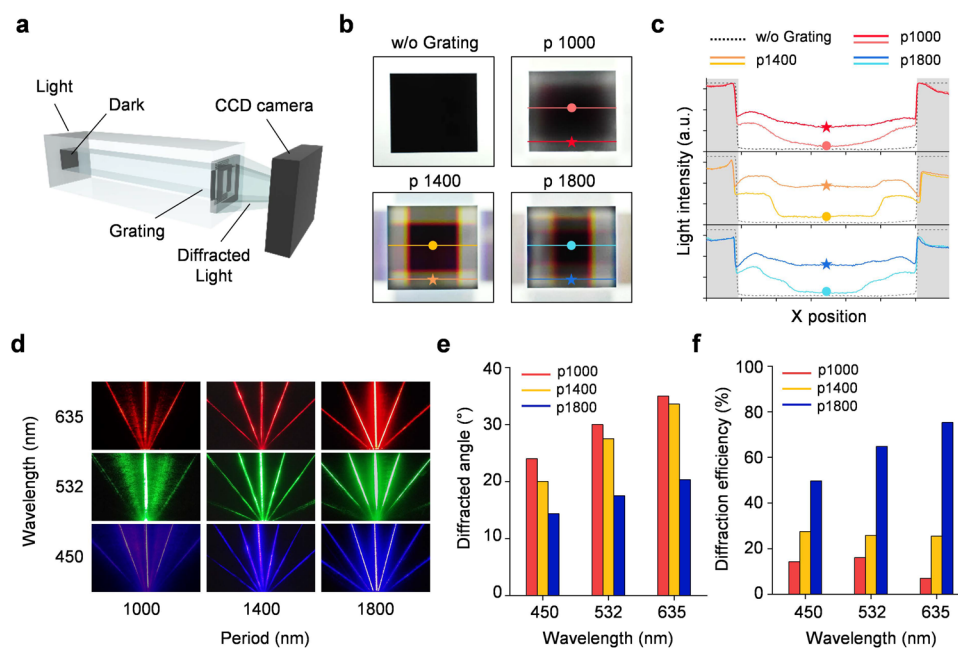 a
Light
Dark
CCD camera
Grating
Diffracted
Light
b
w/o Grating
p 1000
p 1400
p 1800
c
w/o Grating
p1000
p1400
p1800
Light intensity (a.u.)
X position
d
Wavelength (nm)
635
532
450
1000
1400
1800
Period (nm)
e
p1000
p1400
p1800
Diffracted angle (°)
40
30
20
10
0
450
532
635
Wavelength (nm)
f
p1000
p1400
p1800
Diffraction efficiency (%)
100
80
60
40
20
0
450
532
635
Wavelength (nm)